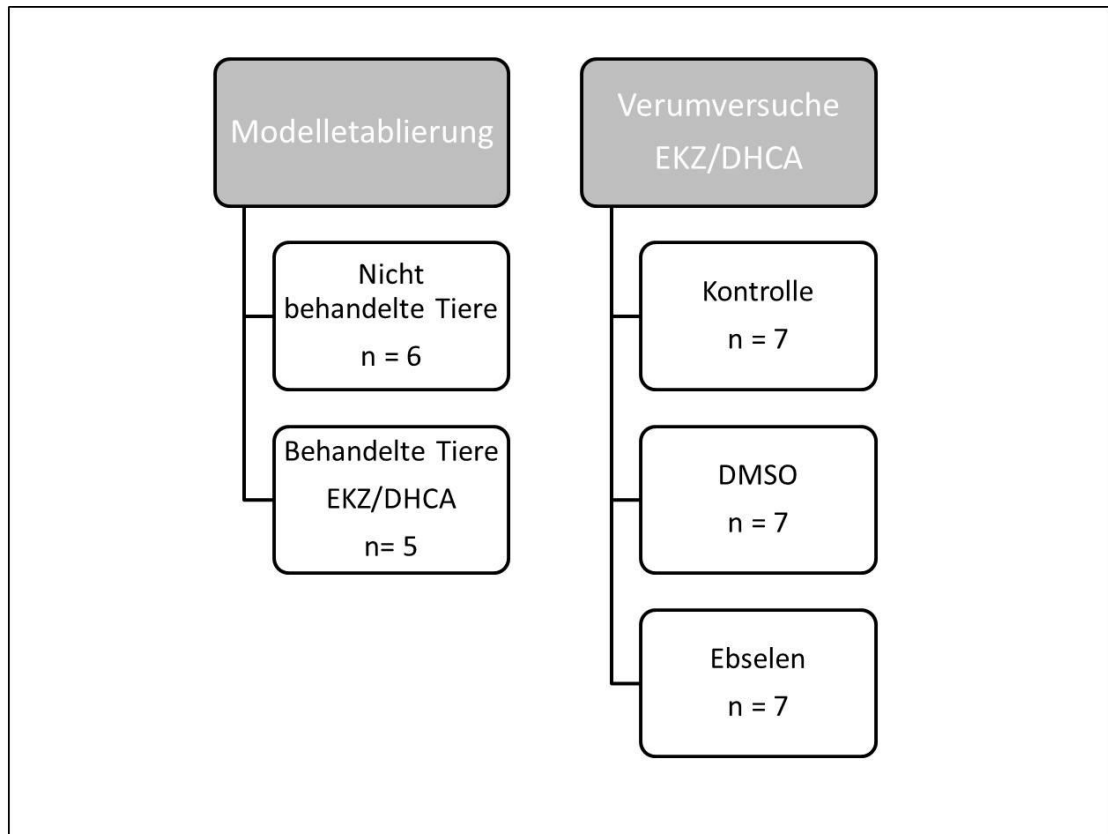 Modelletablierung
Nicht
behandelte Tiere
n = 6
Behandelte Tiere
EKZ/DHCA
n= 5
Verumversuche
EKZ/DHCA
Kontrolle
n = 7
DMSO
n = 7
Ebselen
n = 7